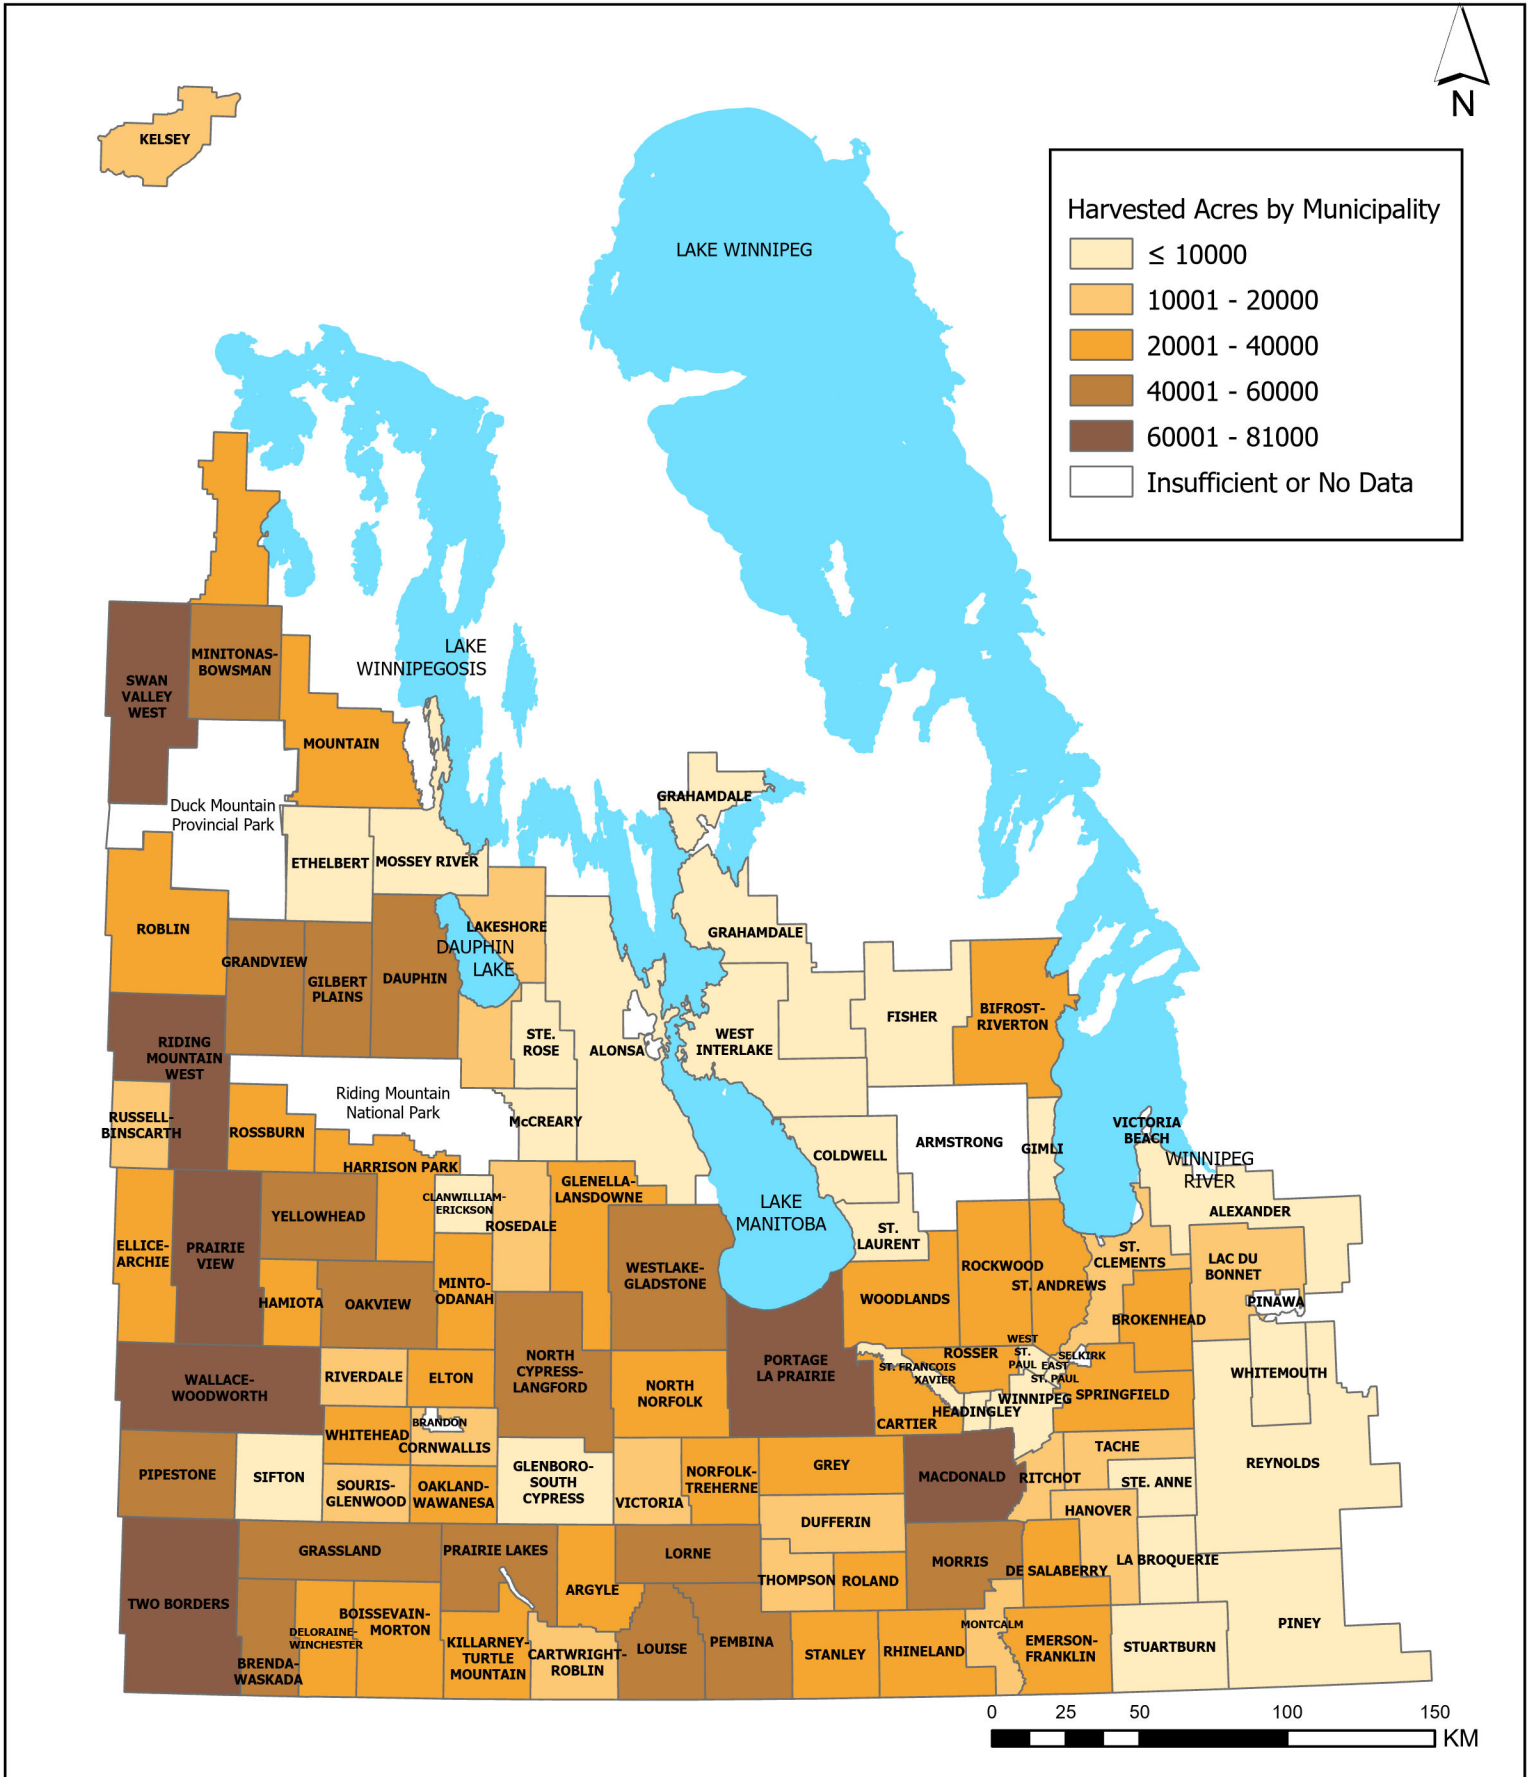 N
KELSEY
LAKE WINNIPEG
Harvested Acres by Municipality
≤ 10000
10001 - 20000
20001 - 40000
40001 - 60000
60001 - 81000
Insufficient or No Data
LAKE
WINNIPEGOSIS
MINITONAS-
BOWSMAN
SWAN
VALLEY
WEST
MOUNTAIN
Duck Mountain
Provincial Park
GRAHAMDALE
ETHELBERT
MOSSEY RIVER
ROBLIN
GRANDVIEW
GILBERT
PLAINS
DAUPHIN
LAKESHORE
DAUPHIN
LAKE
GRAHAMDALE
FISHER
BIFROST-
RIVERTON
STE.
ROSE
ALONSA
WEST
INTERLAKE
RIDING
MOUNTAIN
WEST
Riding Mountain
National Park
RUSSELL-
BINSCARTH
ROSSBURN
McCREARY
HARRISON PARK
COLDWELL
ARMSTRONG
GIMLI
VICTORIA
BEACH
WINNIPEG
RIVER
ALEXANDER
CLANWILLIAM-
ERICKSON
ROSEDALE
GLENELLA-
LANSDOWNE
LAKE
MANITOBA
ST.
LAURENT
YELLOWHEAD
ELLICE-
ARCHIE
PRAIRIE
VIEW
HAMIOTA
OAKVIEW
MINTO-
ODANAH
WESTLAKE-
GLADSTONE
WOODLANDS
ROCKWOOD
ST. ANDREWS
ST.
CLEMENTS
LAC DU
BONNET
PINAWA
BROKENHEAD
WALLACE-
WOODWORTH
RIVERDALE
ELTON
NORTH
CYPRESS-
LANGFORD
NORTH
NORFOLK
PORTAGE
LA PRAIRIE
ST. FRANCOIS
XAVIER
ROSSER
WEST
ST.
PAUL
EAST
ST. PAUL
SELKIRK
SPRINGFIELD
WHITEMOUTH
HEADINGLEY
WINNIPEG
CARTIER
WHITEHEAD
BRANDON
CORNWALLIS
PIPESTONE
SIFTON
SOURIS-
GLENWOOD
OAKLAND-
WAWANESA
GLENBORO-
SOUTH
CYPRESS
VICTORIA
NORFOLK-
TREHERNE
GREY
MACDONALD
RITCHOT
TACHE
STE. ANNE
REYNOLDS
HANOVER
DUFFERIN
GRASSLAND
PRAIRIE LAKES
LORNE
MORRIS
DE SALABERRY
LA BROQUERIE
TWO BORDERS
ARGYLE
THOMPSON
ROLAND
BRENDA-
WASKADA
DELORAINE-
WINCHESTER
BOISSEVAIN-
MORTON
KILLARNEY-
TURTLE
MOUNTAIN
CARTWRIGHT-
ROBLIN
LOUISE
PEMBINA
STANLEY
RHINELAND
MONTCALM
EMERSON-
FRANKLIN
STUARTBURN
PINEY
0 25 50 100 150
KM